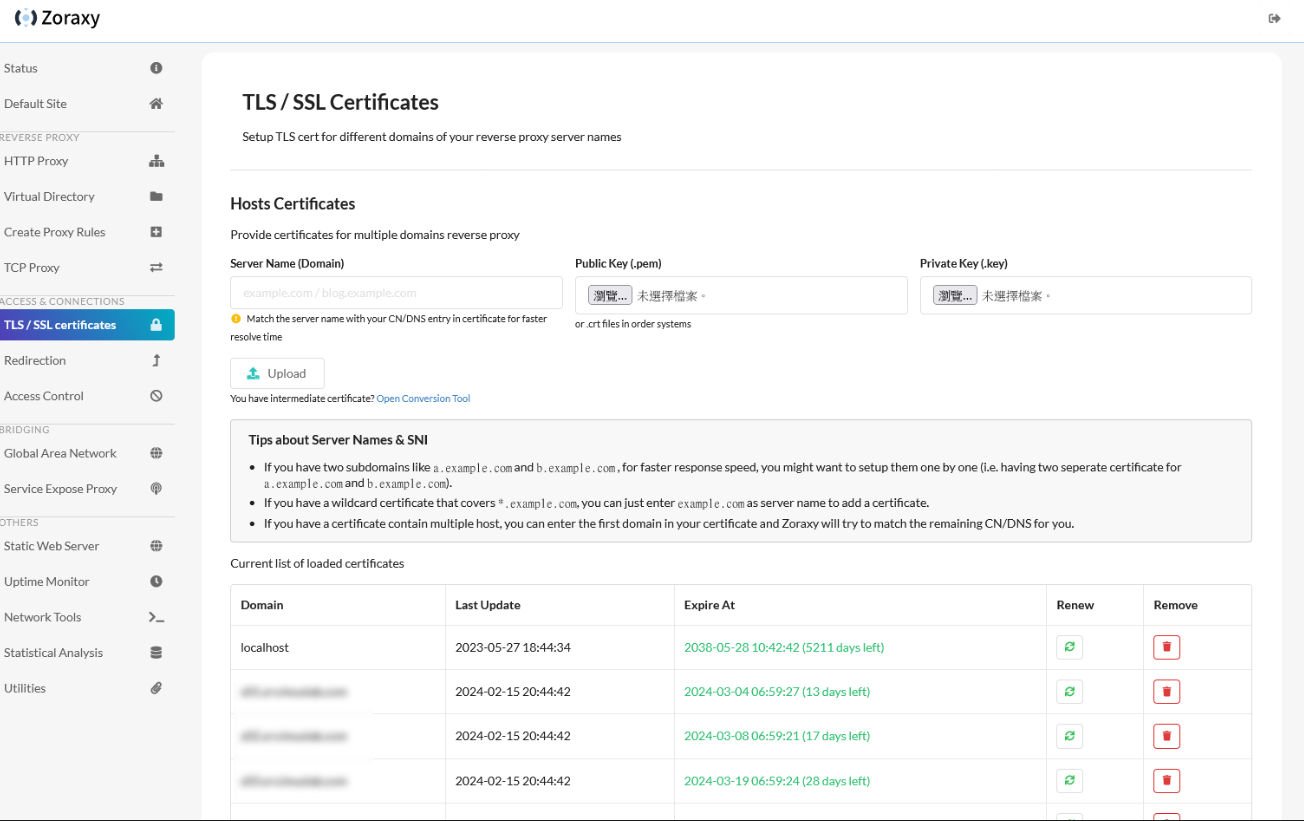 Zoraxy
Status
Default Site
REVERSE PROXY
HTTP Proxy
Virtual Directory
Create Proxy Rules
TCP Proxy
ACCESS & CONNECTIONS
TLS / SSL certificates
Redirection
Access Control
BRIDGING
Global Area Network
Service Expose Proxy
OTHERS
Static Web Server
Uptime Monitor
Network Tools
Statistical Analysis
Utilities
TLS / SSL Certificates
Setup TLS cert for different domains of your reverse proxy server names
Hosts Certificates
Provide certificates for multiple domains reverse proxy
Server Name (Domain)
example.com / blog.example.com
Match the server name with your CN/DNS entry in certificate for faster
resolve time
Public Key (.pem)
瀏覽... 未選擇檔案。
or .crt files in order systems
Private Key (.key)
瀏覽... 未選擇檔案。
Upload
You have intermediate certificate? Open Conversion Tool
Tips about Server Names & SNI
• If you have two subdomains like a.example.com and b.example.com , for faster response speed, you might want to setup them one by one (i.e. having two seperate certificate for
a.example.com and b.example.com).
• If you have a wildcard certificate that covers *.example.com, you can just enter example.com as server name to add a certificate.
• If you have a certificate contain multiple host, you can enter the first domain in your certificate and Zoraxy will try to match the remaining CN/DNS for you.
Current list of loaded certificates
Domain Last Update Expire At Renew Remove
localhost 2023-05-27 18:44:34 2038-05-28 10:42:42 (5211 days left)
2024-02-15 20:44:42 2024-03-04 06:59:27 (13 days left)
2024-02-15 20:44:42 2024-03-08 06:59:21 (17 days left)
2024-02-15 20:44:42 2024-03-19 06:59:24 (28 days left)